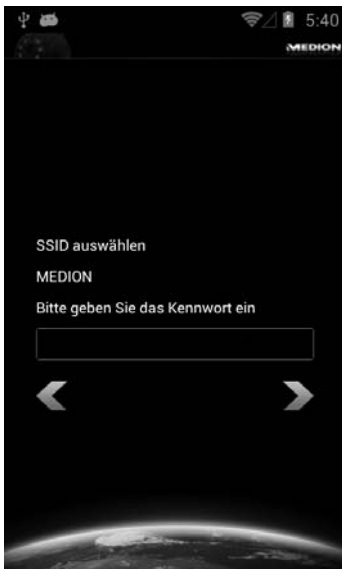 5:40
MEDION
SSID auswählen
MEDION
Bitte geben Sie das Kennwort ein